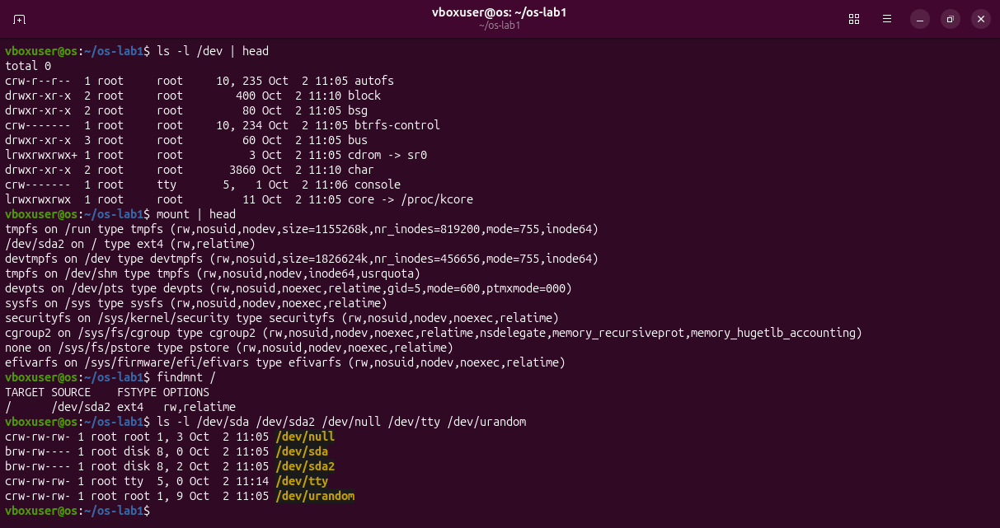 vboxuser@os: ~/os-lab1
~/os-lab1
vboxuser@os:~/os-lab1$ ls -l /dev | head
total 0
crw-r--r--  1 root     root     10, 235 Oct  2 11:05 autofs
drwxr-xr-x  2 root     root        400 Oct  2 11:10 block
drwxr-xr-x  2 root     root         80 Oct  2 11:05 bsg
crw-------  1 root     root     10, 234 Oct  2 11:05 btrfs-control
drwxr-xr-x  3 root     root         60 Oct  2 11:05 bus
lrwxrwxrwx+ 1 root     root          3 Oct  2 11:05 cdrom -> sr0
drwxr-xr-x  2 root     root       3860 Oct  2 11:10 char
crw-------  1 root     tty       5,   1 Oct  2 11:06 console
lrwxrwxrwx  1 root     root         11 Oct  2 11:05 core -> /proc/kcore
vboxuser@os:~/os-lab1$ mount | head
tmpfs on /run type tmpfs (rw,nosuid,nodev,size=1155268k,nr_inodes=819200,mode=755,inode64)
/dev/sda2 on / type ext4 (rw,relatime)
devtmpfs on /dev type devtmpfs (rw,nosuid,size=1826624k,nr_inodes=456656,mode=755,inode64)
tmpfs on /dev/shm type tmpfs (rw,nosuid,nodev,inode64,usrquota)
devpts on /dev/pts type devpts (rw,nosuid,noexec,relatime,gid=5,mode=600,ptmxmode=000)
sysfs on /sys type sysfs (rw,nosuid,nodev,noexec,relatime)
securityfs on /sys/kernel/security type securityfs (rw,nosuid,nodev,noexec,relatime)
cgroup2 on /sys/fs/cgroup type cgroup2 (rw,nosuid,nodev,noexec,relatime,nsdelegate,memory_recursiveprot,memory_hugetlb_accounting)
none on /sys/fs/pstore type pstore (rw,nosuid,nodev,noexec,relatime)
efivarfs on /sys/firmware/efi/efivars type efivarfs (rw,nosuid,nodev,noexec,relatime)
vboxuser@os:~/os-lab1$ findmnt /
TARGET SOURCE    FSTYPE OPTIONS
/      /dev/sda2 ext4   rw,relatime
vboxuser@os:~/os-lab1$ ls -l /dev/sda /dev/sda2 /dev/null /dev/tty /dev/urandom
crw-rw-rw- 1 root root 1, 3 Oct  2 11:05 /dev/null
brw-rw---- 1 root disk 8, 0 Oct  2 11:05 /dev/sda
brw-rw---- 1 root disk 8, 2 Oct  2 11:05 /dev/sda2
crw-rw-rw- 1 root tty  5, 0 Oct  2 11:14 /dev/tty
crw-rw-rw- 1 root root 1, 9 Oct  2 11:05 /dev/urandom
vboxuser@os:~/os-lab1$